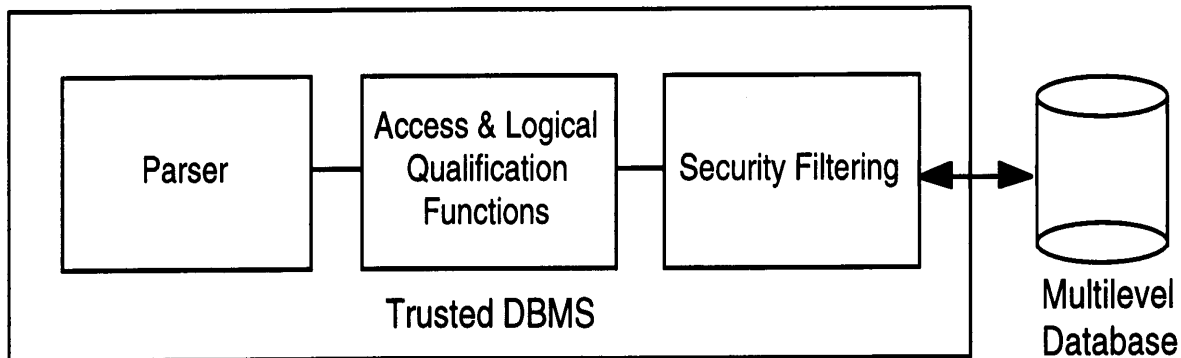 Parser
Access & Logical
Qualification
Functions
Security Filtering
Trusted DBMS
Multilevel
Database